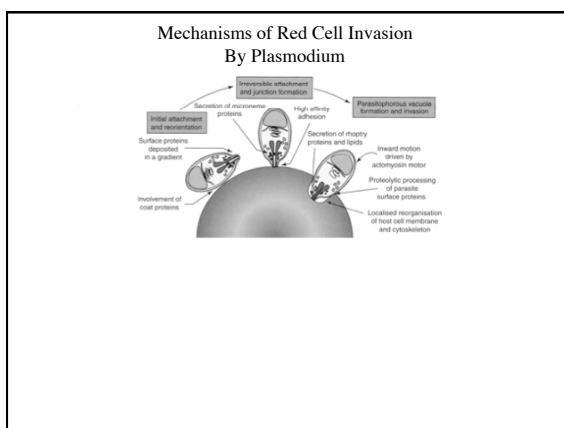 Mechanisms of Red Cell Invasion
By Plasmodium
Irreversible attachment
and junction formation
Parasitophorous vacuole
formation and invasion
Initial attachment
and reorientation
Secretion of microneme
proteins
High affinity
adhesion
Surface proteins
deposited
in a gradient
Secretion of rhoptry
proteins and lipids
Inward motion
driven by
actomyosin motor
Proteolytic processing
of parasite
surface proteins
Involvement of
coat proteins
Localised reorganisation
of host cell membrane
and cytoskeleton